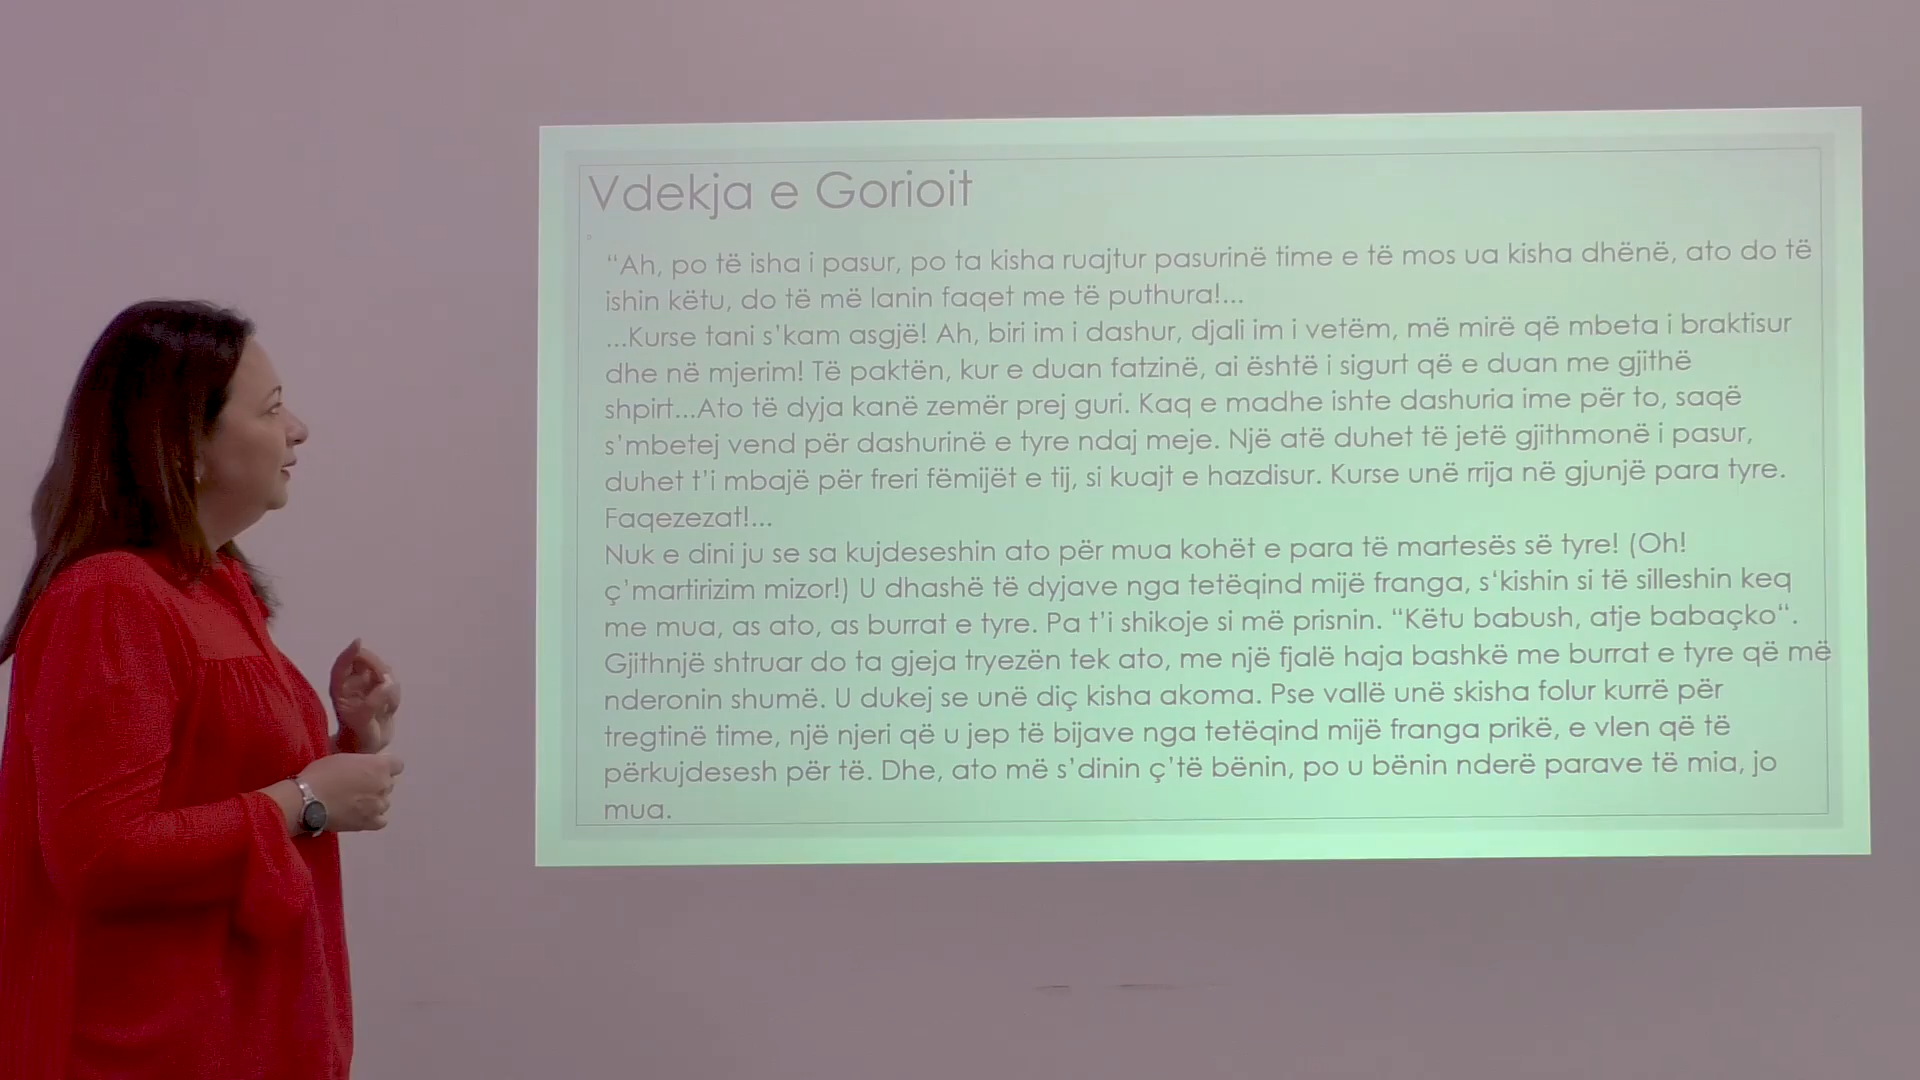 Vdekja e Gorioit
“Ah, po të isha i pasur, po ta kisha ruajtur pasurinë time e të mos ua kisha dhënë, ato do të
ishin këtu, do të më lanin faqet me të puthura!...
...Kurse tani s’kam asgjë! Ah, biri im i dashur, djali im i vetëm, më mirë që mbeta i braktisur
dhe në mjerim! Të paktën, kur e duan fatzinë, ai është i sigurt që e duan me gjithë
shpirt...Ato të dyja kanë zemër prej guri. Kaq e madhe ishte dashuria ime për to, saqë
s’mbetej vend për dashurinë e tyre ndaj meje. Një atë duhet të jetë gjithmonë i pasur,
duhet t’i mbajë për freri fëmijët e tij, si kuajt e hazdisur. Kurse unë rrija në gjunjë para tyre.
Faqezezat!...
Nuk e dini ju se sa kujdeseshin ato për mua kohët e para të martesës së tyre! (Oh!
ç’martirizim mizor!) U dhashë të dyjave nga tetëqind mijë franga, s‘kishin si të silleshin keq
me mua, as ato, as burrat e tyre. Pa t’i shikoje si më prisnin. “Këtu babush, atje babaçko“.
Gjithnjë shtruar do ta gjeja tryezën tek ato, me një fjalë haja bashkë me burrat e tyre që më
nderonin shumë. U dukej se unë diç kisha akoma. Pse vallë unë skisha folur kurrë për
tregtinë time, një njeri që u jep të bijave nga tetëqind mijë franga prikë, e vlen që të
përkujdesesh për të. Dhe, ato më s’dinin ç’të bënin, po u bënin nderë parave të mia, jo
mua.